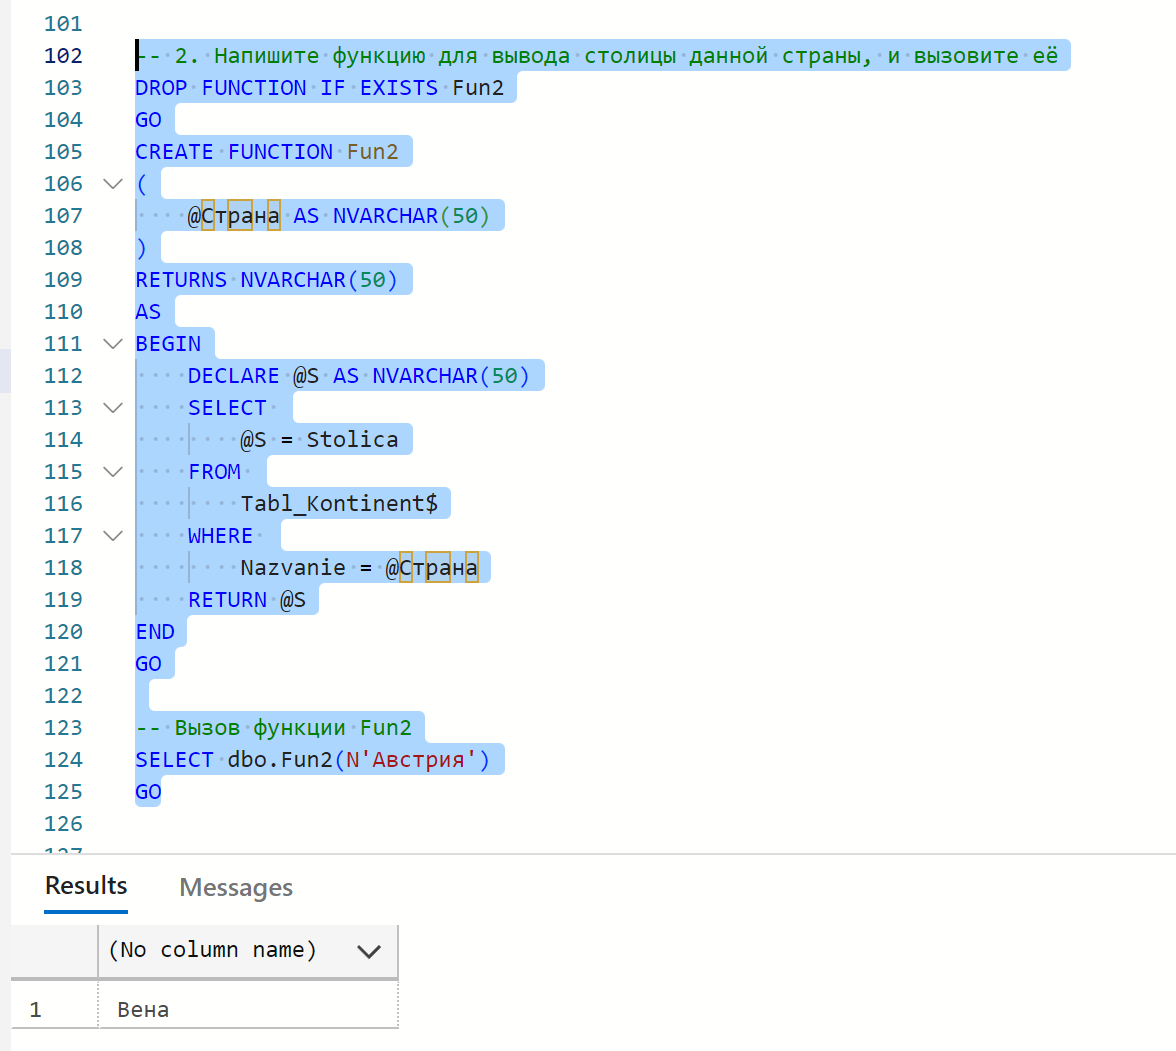 101
102 -- 2. Напишите функцию для вывода столицы данной страны, и вызовите её
103 DROP FUNCTION IF EXISTS Fun2
104 GO
105 CREATE FUNCTION Fun2
106 (
107     @Страна AS NVARCHAR(50)
108 )
109 RETURNS NVARCHAR(50)
110 AS
111 BEGIN
112     DECLARE @S AS NVARCHAR(50)
113     SELECT
114         @S = Stolica
115     FROM
116         Tabl_Kontinent$
117     WHERE
118         Nazvanie = @Страна
119     RETURN @S
120 END
121 GO
122
123 -- Вызов функции Fun2
124 SELECT dbo.Fun2(N'Австрия')
125 GO
126
127
Results Messages
(No column name)
1 Вена